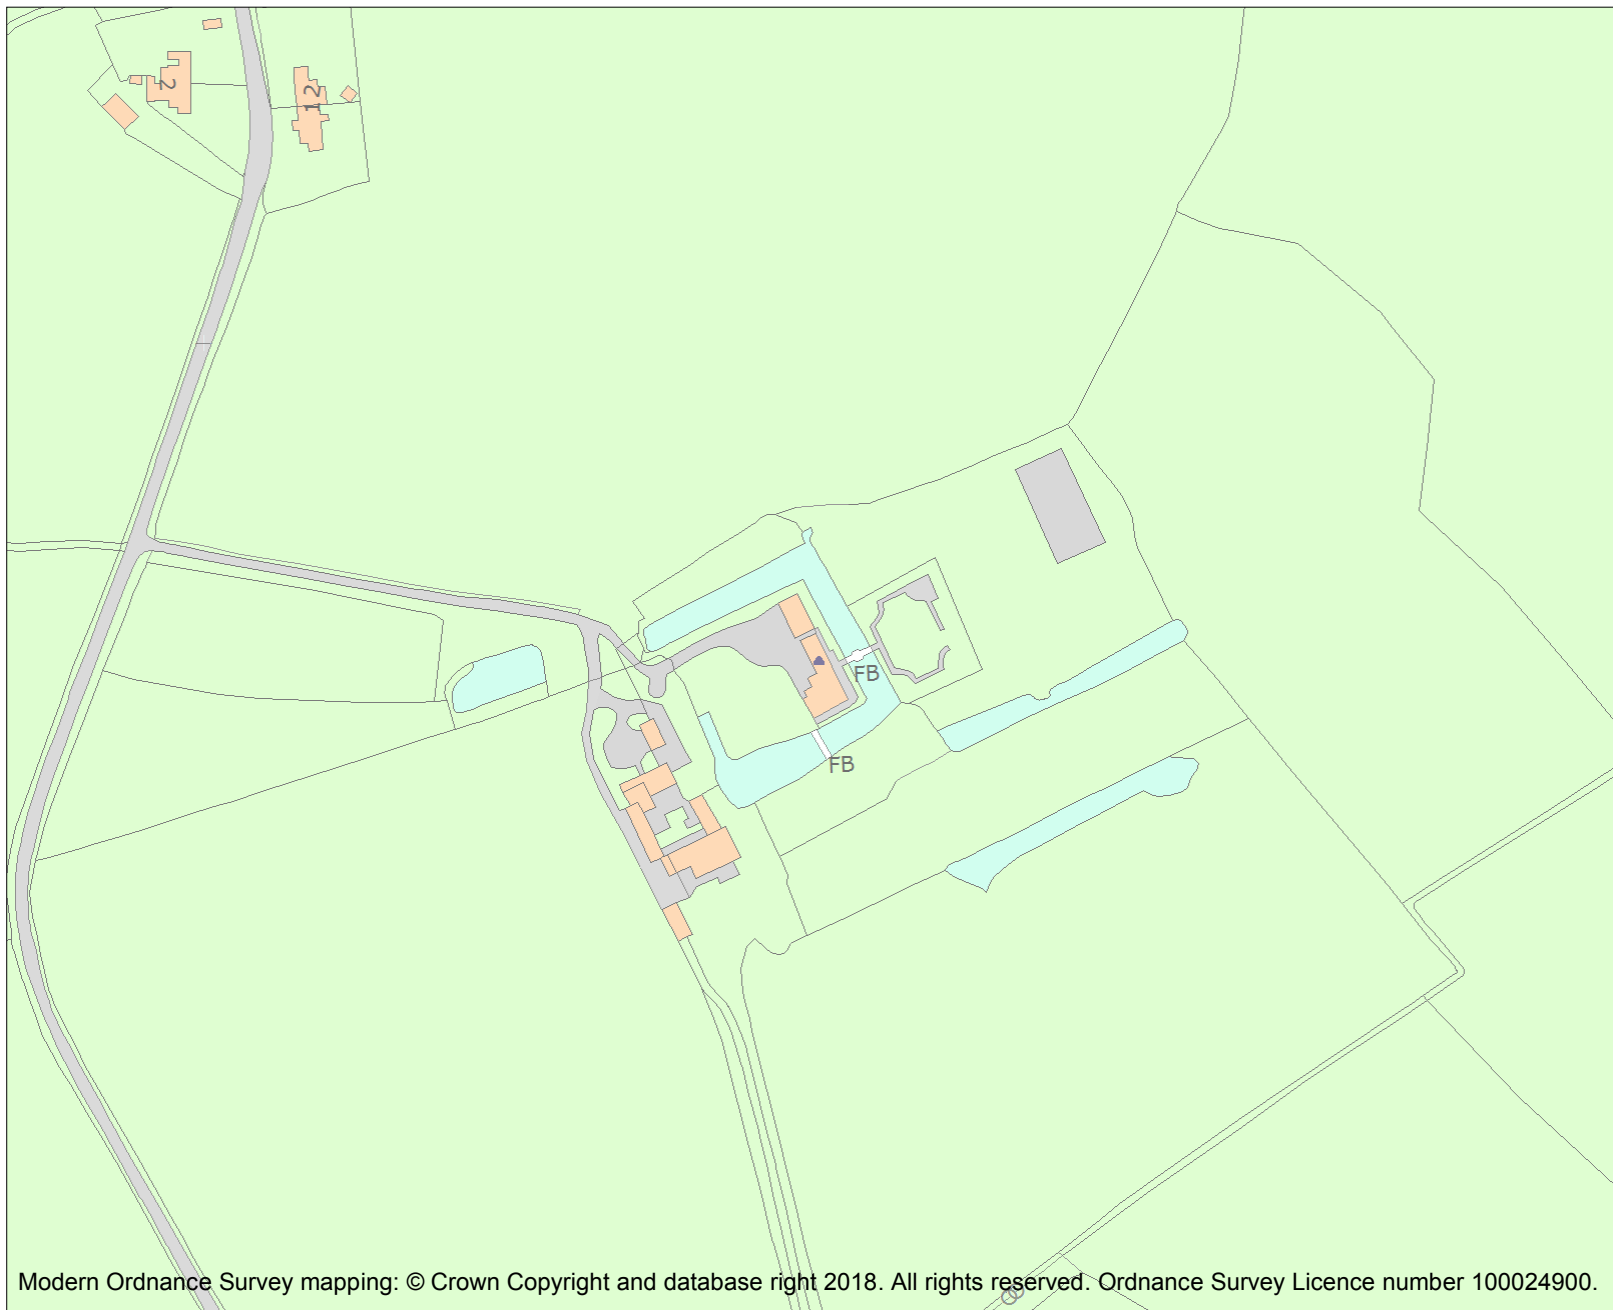 2
12
FB
FB
Modern Ordnance Survey mapping: © Crown Copyright and database right 2018. All rights reserved. Ordnance Survey Licence number 100024900.